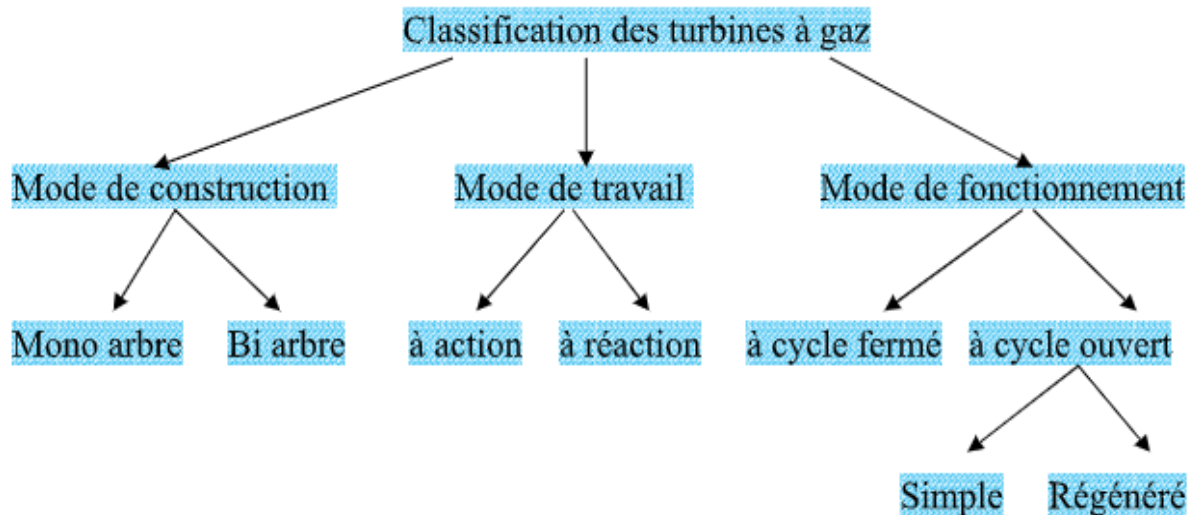 Classification des turbines à gaz
Mode de construction
Mode de travail
Mode de fonctionnement
Mono arbre
Bi arbre
à action
à réaction
à cycle fermé
à cycle ouvert
Simple
Régénéré